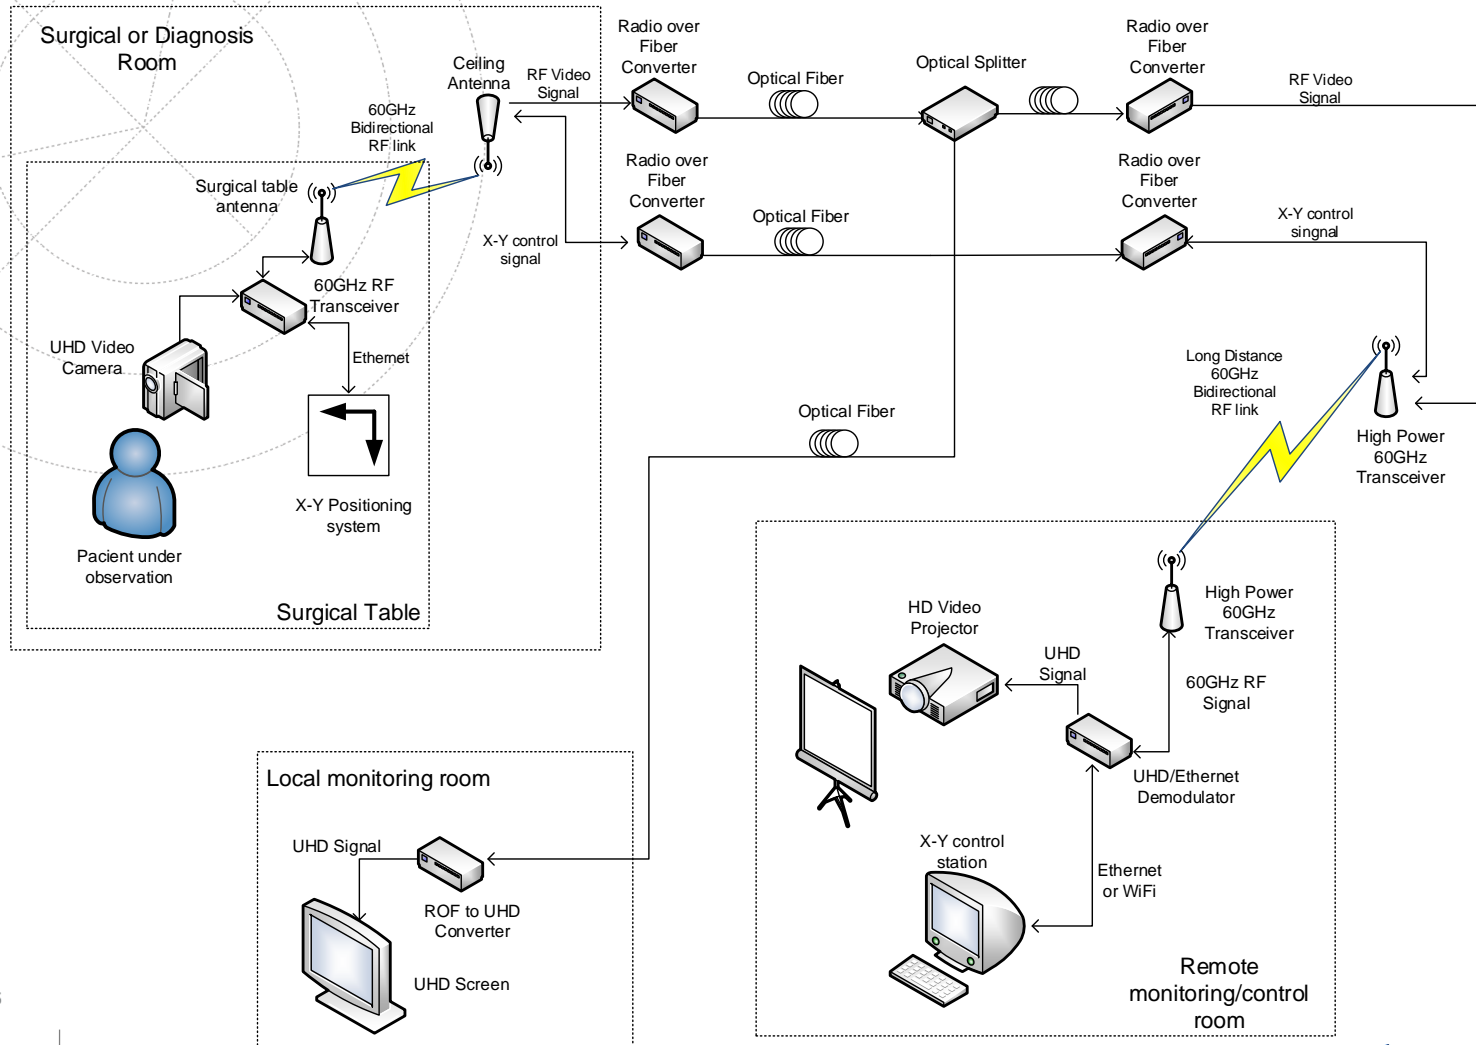 Surgical or Diagnosis
Room
Ceiling
Antenna
RF Video
Signal
Radio over
Fiber
Converter
Optical Fiber
Optical Splitter
Radio over
Fiber
Converter
RF Video
Signal
60GHz
Bidirectional
RF link
Surgical table
antenna
X-Y control
signal
Radio over
Fiber
Converter
Optical Fiber
Radio over
Fiber
Converter
X-Y control
singnal
60GHz RF
Transceiver
UHD Video
Camera
Ethernet
X-Y Positioning
system
Pacient under
observation
Surgical Table
Optical Fiber
Long Distance
60GHz
Bidirectional
RF link
High Power
60GHz
Transceiver
High Power
60GHz
Transceiver
HD Video
Projector
UHD
Signal
60GHz RF
Signal
UHD/Ethernet
Demodulator
X-Y control
station
Ethernet
or WiFi
Remote
monitoring/control
room
Local monitoring room
UHD Signal
ROF to UHD
Converter
UHD Screen